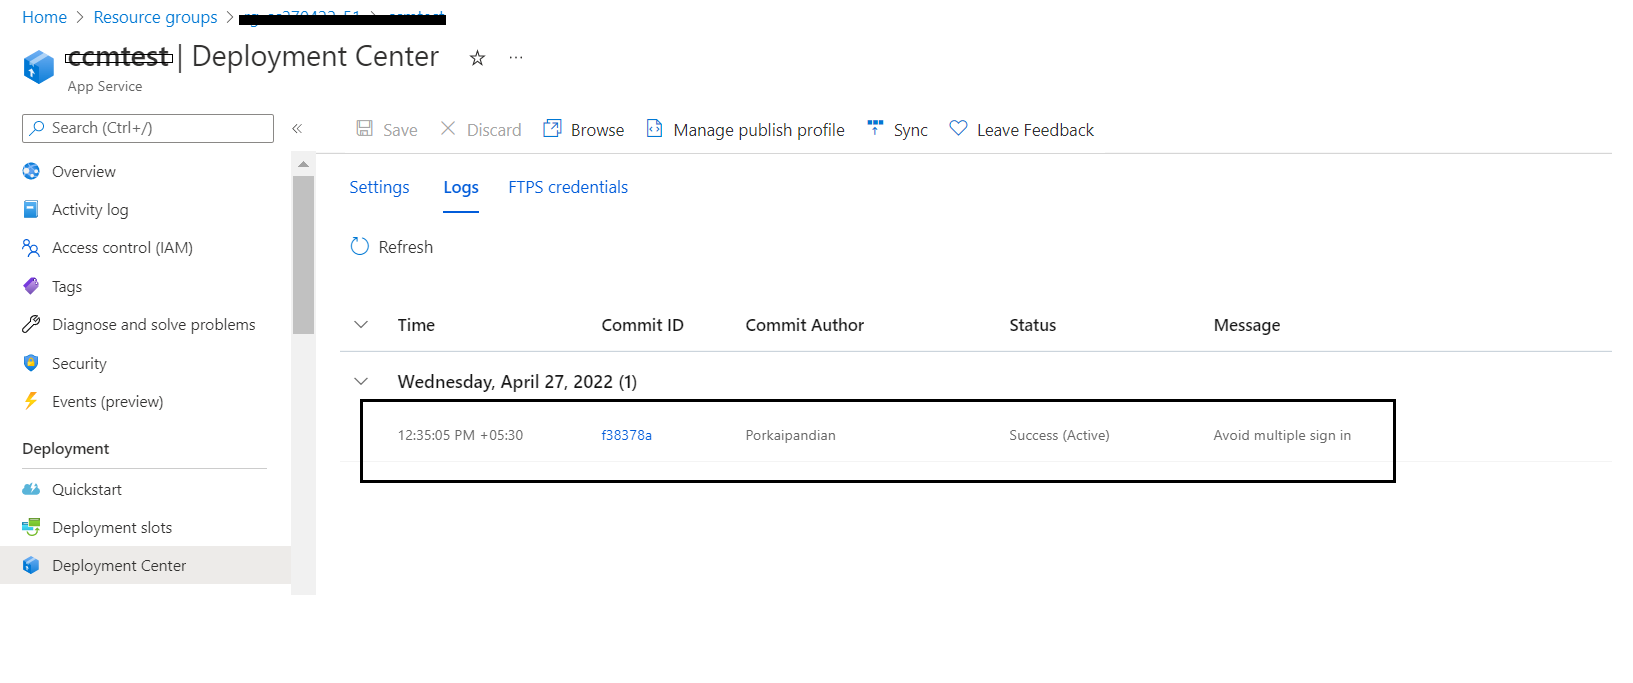 Home > Resource groups >
ccmtest | Deployment Center
App Service
Search (Ctrl+/)
Overview
Activity log
Access control (IAM)
Tags
Diagnose and solve problems
Security
Events (preview)
Deployment
Quickstart
Deployment slots
Deployment Center
Save Discard Browse Manage publish profile Sync Leave Feedback
Settings Logs FTPS credentials
Refresh
Time Commit ID Commit Author Status Message
Wednesday, April 27, 2022 (1)
12:35:05 PM +05:30 f38378a Porkaipandian Success (Active) Avoid multiple sign in